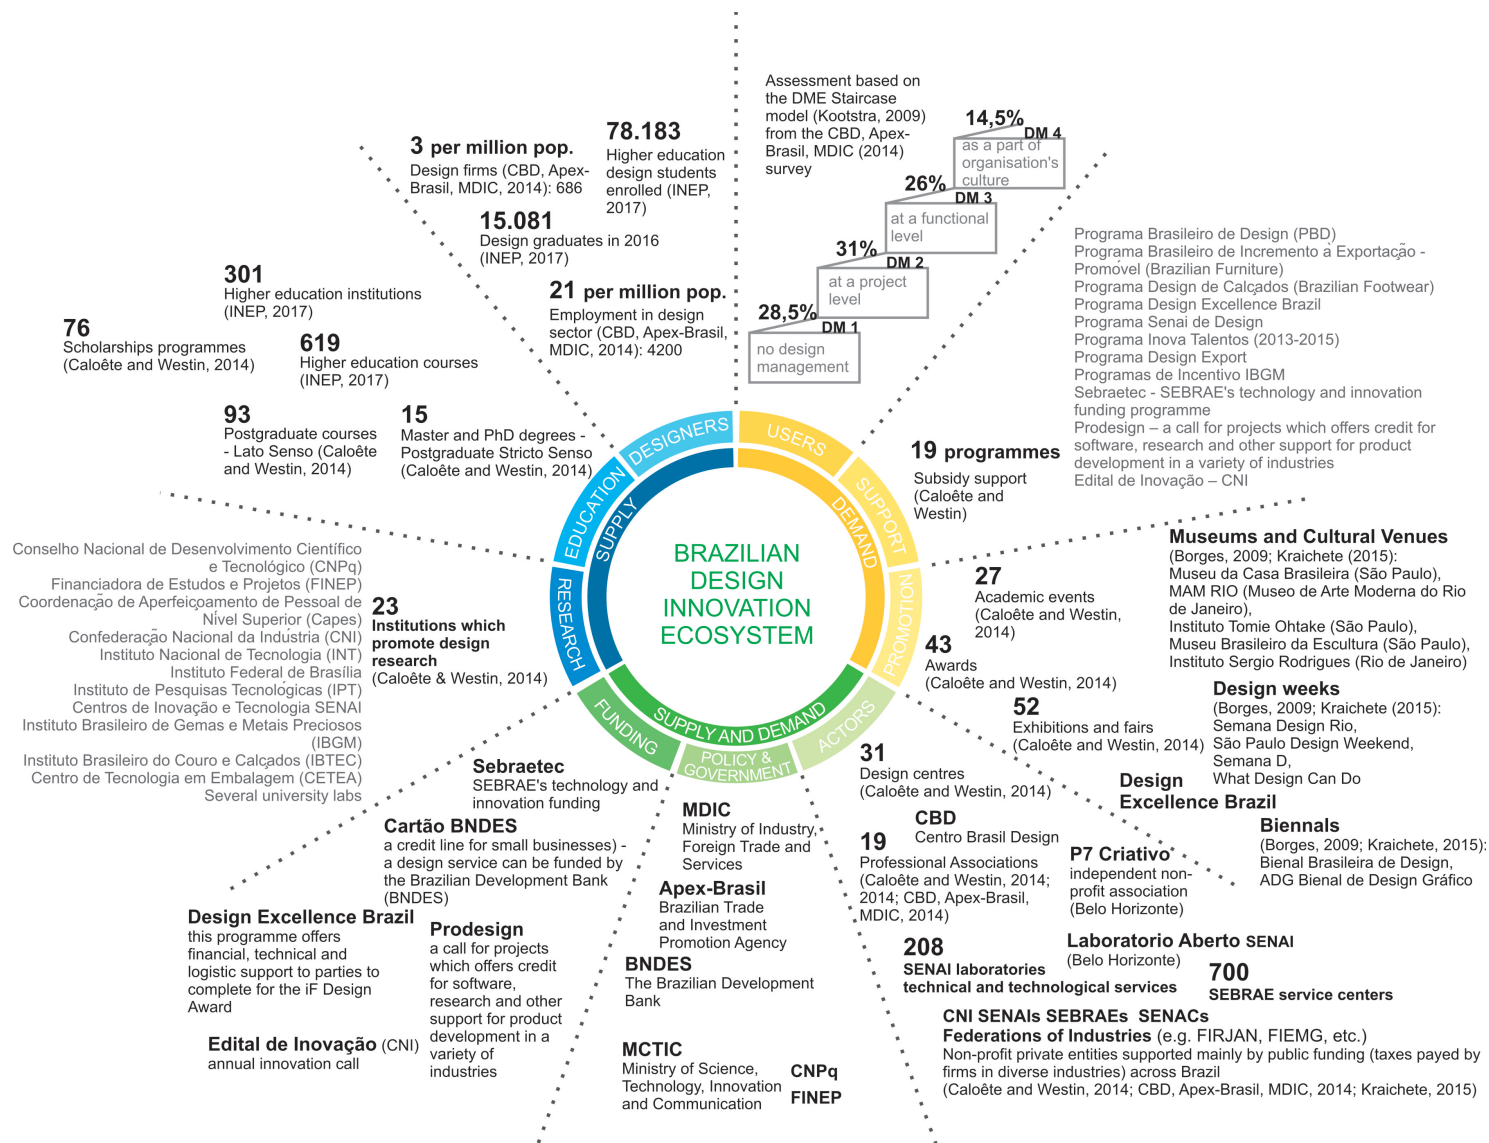 Assessment based on
the DME Staircase
model (Kootstra, 2009)
from the CBD, Apex-
Brasil, MDIC (2014)
survey
14,5%
DM 4
as a part of
organisation's
culture
26%
DM 3
at a functional
level
31%
DM 2
at a project
level
28,5%
DM 1
no design
management
3 per million pop.
Design firms (CBD, Apex-
Brasil, MDIC, 2014): 686
78.183
Higher education
design students
enrolled (INEP,
2017)
15.081
Design graduates in 2016
(INEP, 2017)
21 per million pop.
Employment in design
sector (CBD, Apex-Brasil,
MDIC, 2014): 4200
301
Higher education institutions
(INEP, 2017)
76
Scholarships programmes
(Caloête and Westin, 2014)
619
Higher education courses
(INEP, 2017)
93
Postgraduate courses
- Lato Senso (Caloête
and Westin, 2014)
15
Master and PhD degrees -
Postgraduate Stricto Senso
(Caloête and Westin, 2014)
Programa Brasileiro de Design (PBD)
Programa Brasileiro de Incremento à Exportação -
Promóvel (Brazilian Furniture)
Programa Design de Calçados (Brazilian Footwear)
Programa Design Excellence Brazil
Programa Senai de Design
Programa Inova Talentos (2013-2015)
Programa Design Export
Programas de Incentivo IBGM
Sebraetec - SEBRAE's technology and innovation
funding programme
Prodesign – a call for projects which offers credit for
software, research and other support for product
development in a variety of industries
Edital de Inovação – CNI
19 programmes
Subsidy support
(Caloête and
Westin)
DESIGNERS
USERS
EDUCATION
SUPPORT
SUPPLY
DEMAND
RESEARCH
PROMOTION
BRAZILIAN
DESIGN
INNOVATION
ECOSYSTEM
SUPPLY AND DEMAND
FUNDING
POLICY &
GOVERNMENT
ACTORS
Conselho Nacional de Desenvolvimento Científico
e Tecnológico (CNPq)
Financiadora de Estudos e Projetos (FINEP)
Coordenação de Aperfeiçoamento de Pessoal de
Nível Superior (Capes)
Confederação Nacional da Indústria (CNI)
Instituto Nacional de Tecnologia (INT)
Instituto Federal de Brasília
Instituto de Pesquisas Tecnológicas (IPT)
Centros de Inovação e Tecnologia SENAI
Instituto Brasileiro de Gemas e Metais Preciosos
(IBGM)
Instituto Brasileiro do Couro e Calçados (IBTEC)
Centro de Tecnologia em Embalagem (CETEA)
Several university labs
23
Institutions which
promote design
research
(Caloête & Westin, 2014)
27
Academic events
(Caloête and Westin,
2014)
43
Awards
(Caloête and Westin, 2014)
52
Exhibitions and fairs
(Caloête and Westin, 2014)
Museums and Cultural Venues
(Borges, 2009; Kraichete (2015):
Museu da Casa Brasileira (São Paulo),
MAM RIO (Museo de Arte Moderna do Rio
de Janeiro),
Instituto Tomie Ohtake (São Paulo),
Museu Brasileiro da Escultura (São Paulo),
Instituto Sergio Rodrigues (Rio de Janeiro)
Design weeks
(Borges, 2009; Kraichete (2015):
Semana Design Rio,
São Paulo Design Weekend,
Semana D,
What Design Can Do
Design
Excellence Brazil
Biennals
(Borges, 2009; Kraichete, 2015):
Bienal Brasileira de Design,
ADG Bienal de Design Gráfico
Sebraetec
SEBRAE's technology and
innovation funding
Cartão BNDES
a credit line for small businesses) -
a design service can be funded by
the Brazilian Development Bank
(BNDES)
Design Excellence Brazil
this programme offers
financial, technical and
logistic support to parties to
complete for the iF Design
Award
Prodesign
a call for projects
which offers credit
for software,
research and other
support for product
development in a
variety of
industries
Edital de Inovação (CNI)
annual innovation call
MDIC
Ministry of Industry,
Foreign Trade and
Services
Apex-Brasil
Brazilian Trade
and Investment
Promotion Agency
BNDES
The Brazilian Development
Bank
MCTIC
Ministry of Science,
Technology, Innovation
and Communication
CNPq
FINEP
31
Design centres
(Caloête and Westin, 2014)
CBD
Centro Brasil Design
19
Professional Associations
(Caloête and Westin, 2014;
2014; CBD, Apex-Brasil,
MDIC, 2014)
P7 Criativo
independent non-
profit association
(Belo Horizonte)
208
SENAI laboratories
technical and technological services
Laboratorio Aberto SENAI
(Belo Horizonte)
700
SEBRAE service centers
CNI SENAIs SEBRAEs SENACs
Federations of Industries (e.g. FIRJAN, FIEMG, etc.)
Non-profit private entities supported mainly by public funding (taxes payed by
firms in diverse industries) across Brazil
(Caloête and Westin, 2014; CBD, Apex-Brasil, MDIC, 2014; Kraichete, 2015)